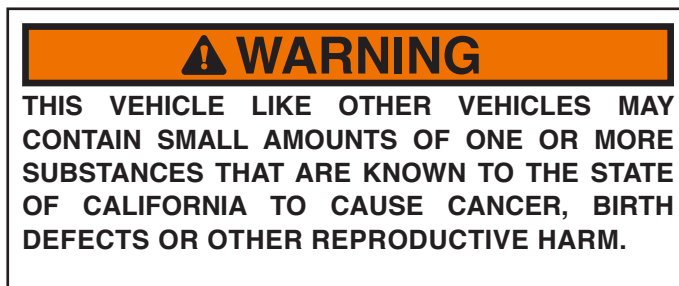 WARNING
THIS VEHICLE LIKE OTHER VEHICLES MAY
CONTAIN SMALL AMOUNTS OF ONE OR MORE
SUBSTANCES THAT ARE KNOWN TO THE STATE
OF CALIFORNIA TO CAUSE CANCER, BIRTH
DEFECTS OR OTHER REPRODUCTIVE HARM.